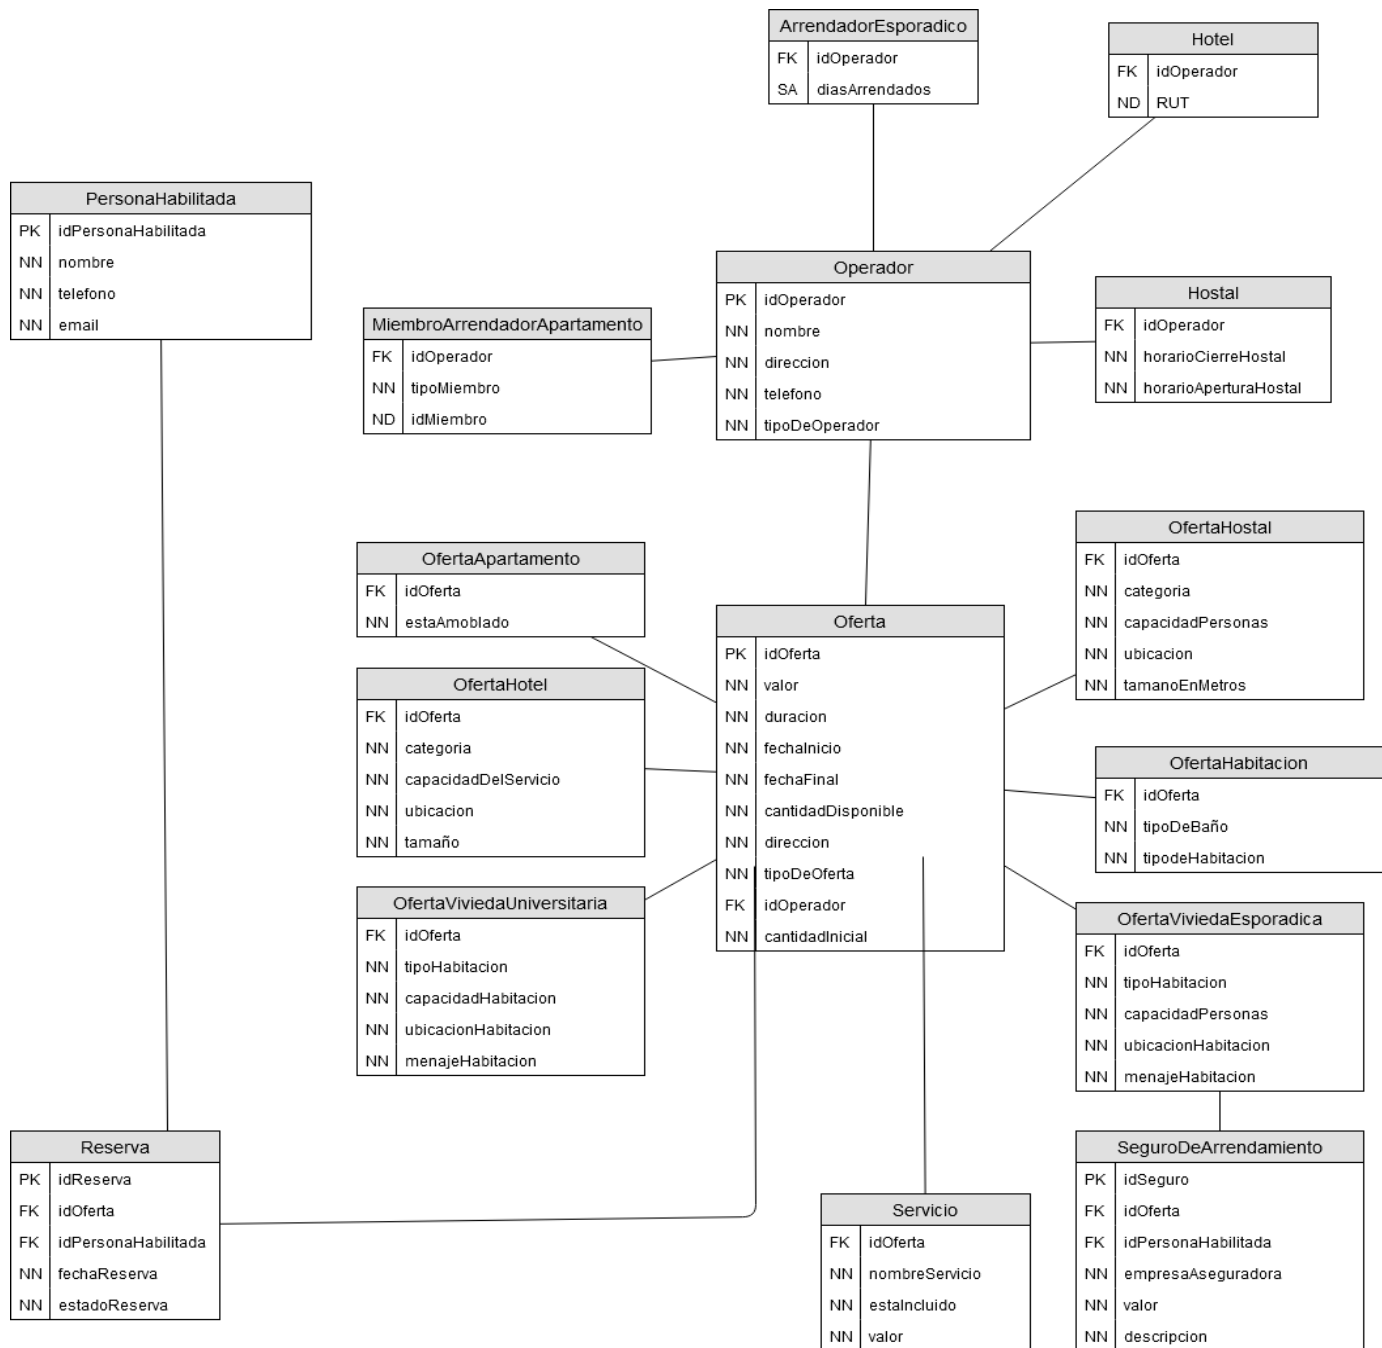 ArrendadorEsporadico
FK idOperador
SA diasArrendados
Hotel
FK idOperador
ND RUT
PersonaHabilitada
PK idPersonaHabilitada
NN nombre
NN telefono
NN email
MiembroArrendadorApartamento
FK idOperador
NN tipoMiembro
ND idMiembro
Operador
PK idOperador
NN nombre
NN direccion
NN telefono
NN tipoDeOperador
Hostal
FK idOperador
NN horarioCierreHostal
NN horarioAperturaHostal
OfertaApartamento
FK idOferta
NN estaAmoblado
OfertaHotel
FK idOferta
NN categoria
NN capacidadDelServicio
NN ubicacion
NN tamaño
OfertaViviedaUniversitaria
FK idOferta
NN tipoHabitacion
NN capacidadHabitacion
NN ubicacionHabitacion
NN menajeHabitacion
Oferta
PK idOferta
NN valor
NN duracion
NN fechaInicio
NN fechaFinal
NN cantidadDisponible
NN direccion
NN tipoDeOferta
FK idOperador
NN cantidadInicial
OfertaHostal
FK idOferta
NN categoria
NN capacidadPersonas
NN ubicacion
NN tamanoEnMetros
OfertaHabitacion
FK idOferta
NN tipoDeBaño
NN tipodeHabitacion
OfertaViviedaEsporadica
FK idOferta
NN tipoHabitacion
NN capacidadPersonas
NN ubicacionHabitacion
NN menajeHabitacion
Reserva
PK idReserva
FK idOferta
FK idPersonaHabilitada
NN fechaReserva
NN estadoReserva
Servicio
FK idOferta
NN nombreServicio
NN estaIncluido
NN valor
SeguroDeArrendamiento
PK idSeguro
FK idOferta
FK idPersonaHabilitada
NN empresaAseguradora
NN valor
NN descripcion